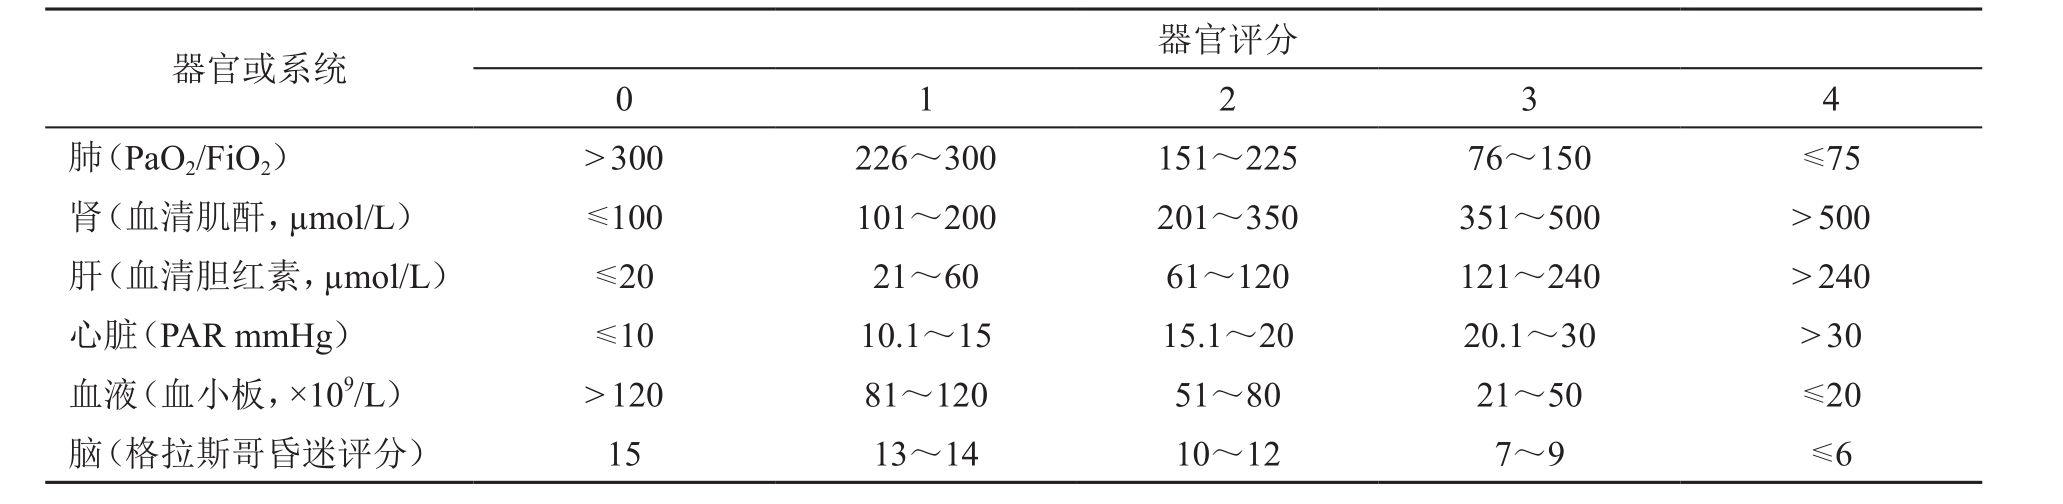 器官或系统 器官评分
0 1 2 3 4
肺（PaO₂/FiO₂） >300 226～300 151～225 76～150 ≤75
肾（血清肌酐，μmol/L） ≤100 101～200 201～350 351～500 >500
肝（血清胆红素，μmol/L） ≤20 21～60 61～120 121～240 >240
心脏（PAR mmHg） ≤10 10.1～15 15.1～20 20.1～30 >30
血液（血小板，×10⁹/L） >120 81～120 51～80 21～50 ≤20
脑（格拉斯哥昏迷评分） 15 13～14 10～12 7～9 ≤6